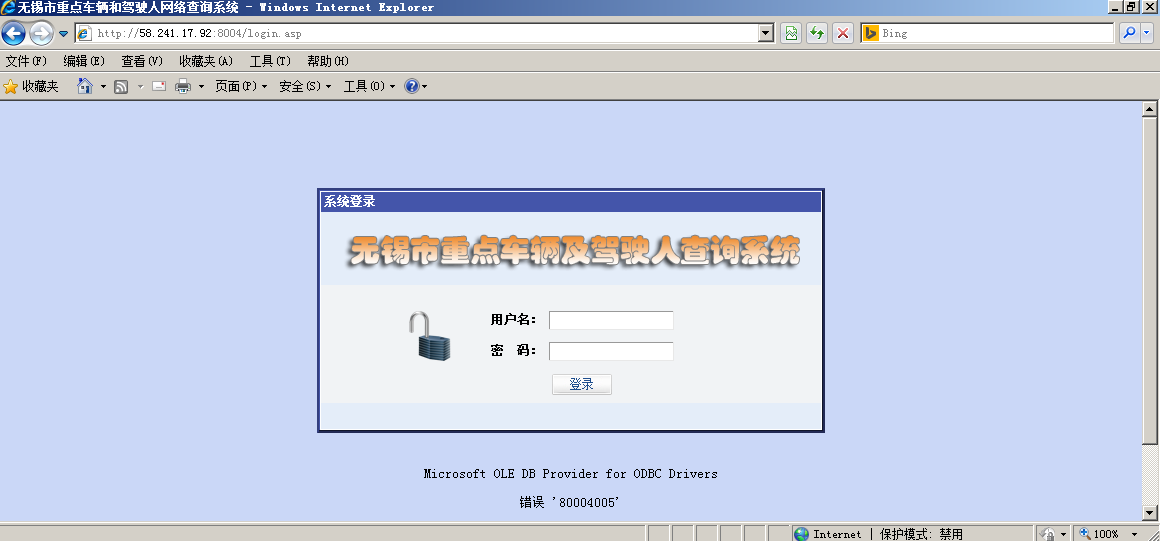 无锡市重点车辆和驾驶人网络查询系统 - Windows Internet Explorer
http://58.241.17.92:8004/login.asp
Bing
文件(F) 编辑(E) 查看(V) 收藏夹(A) 工具(T) 帮助(H)
收藏夹 页面(P) 安全(S) 工具(O)
系统登录
无锡市重点车辆及驾驶人查询系统
用户名：
密 码：
登录
Microsoft OLE DB Provider for ODBC Drivers
错误 '80004005'
Internet | 保护模式: 禁用 100%